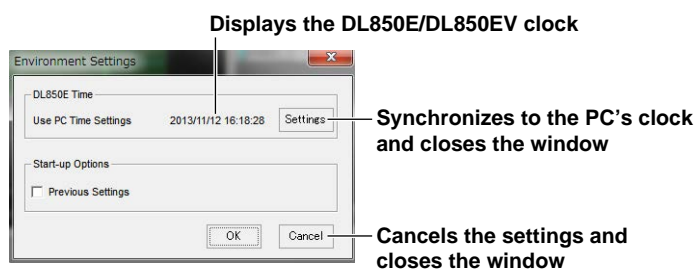 Displays the DL850E/DL850EV clock
Environment Settings
DL850E Time
Use PC Time Settings 2013/11/12 16:18:28 Settings
Synchronizes to the PC's clock
and closes the window
Start-up Options
Previous Settings
OK Cancel
Cancels the settings and
closes the window